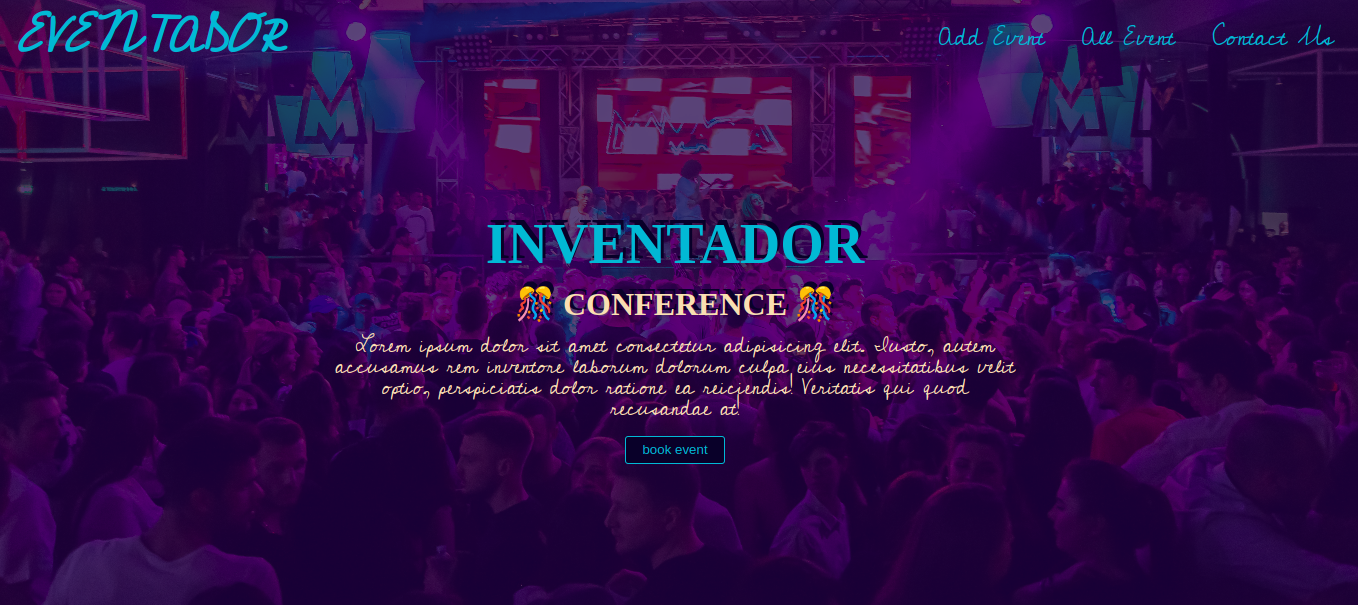 EVENTADOR
Add Event
All Event
Contact Us
INVENTADOR
🎊 CONFERENCE 🎊
Lorem ipsum dolor sit amet consectetur adipisicing elit. Iusto, autem
accusamus rem inventore laborum dolorum culpa eius necessitatibus velit
optio, perspiciatis dolor ratione ea reiciendis! Veritatis qui quod
recusandae at!
book event